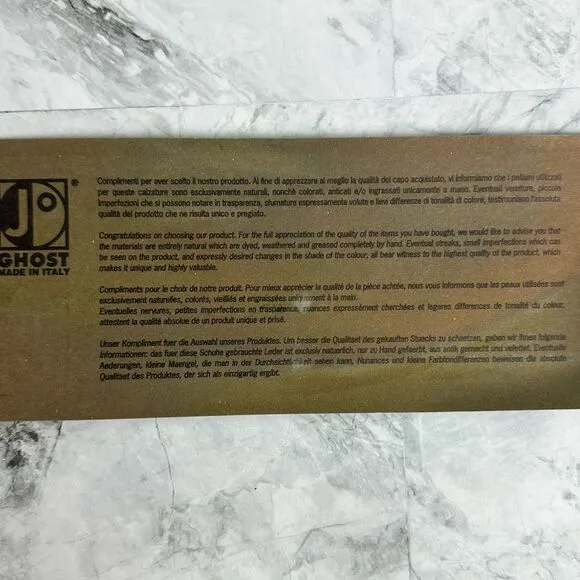 JO®
GHOST
MADE IN ITALY
Complimenti per aver scelto il nostro prodotto. Al fine di apprezzare al meglio la qualità del capo acquistato, vi informiamo che i pellami utilizzati
per queste calzature sono esclusivamente naturali, nonchè colorati, anticati e/o ingrassati unicamente a mano. Eventuali venature, piccole
imperfezioni che si possono notare in trasparenza, sfumature espressamente volute e lievi differenze di tonalità di colore, testimoniano l'assoluta
qualità del prodotto che ne risulta unico e pregiato.
Congratulations on choosing our product. For the full appreciation of the quality of the items you have bought, we would like to advise you that
the materials are entirely natural which are dyed, weathered and greased completely by hand. Eventual streaks, small imperfections which can
be seen on the product, and expressly desired changes in the shade of the colour, all bear witness to the highest quality of the product, which
makes it unique and highly valuable.
Compliments pour le choix de notre produit. Pour mieux apprécier la qualité de la pièce achetée, nous vous informons que les peaux utilisées sont
exclusivement naturelles, colorés, vieilliés et engraissées uniquement à la main.
Eventuelles nervures, petites imperfections en trasparence, nuances expressément cherchées et legeres differences de tonalité du colour,
attestent la qualité absolue de un produit unique et prisé.
Unser Kompliment fuer die Auswahl unseres Produktes. Um besser die Qualitaet des gekauften Stuecks zu schaetzen, geben wir Ihnen folgende
Informationen: das fuer diese Schuhe gebrauchte Leder ist exclusiv natuerlich, nur zu Hand gefaerbt, aus antik gemacht und vefettet. Eventuelle
Aederungen, kleine Maengel, die man in der Durchsichtlichkeit sehen kann, Nuances und kleine Farbtondifferenzen beweisen die absolute
Qualitaet des Produktes, der sich als einzigartig ergibt.